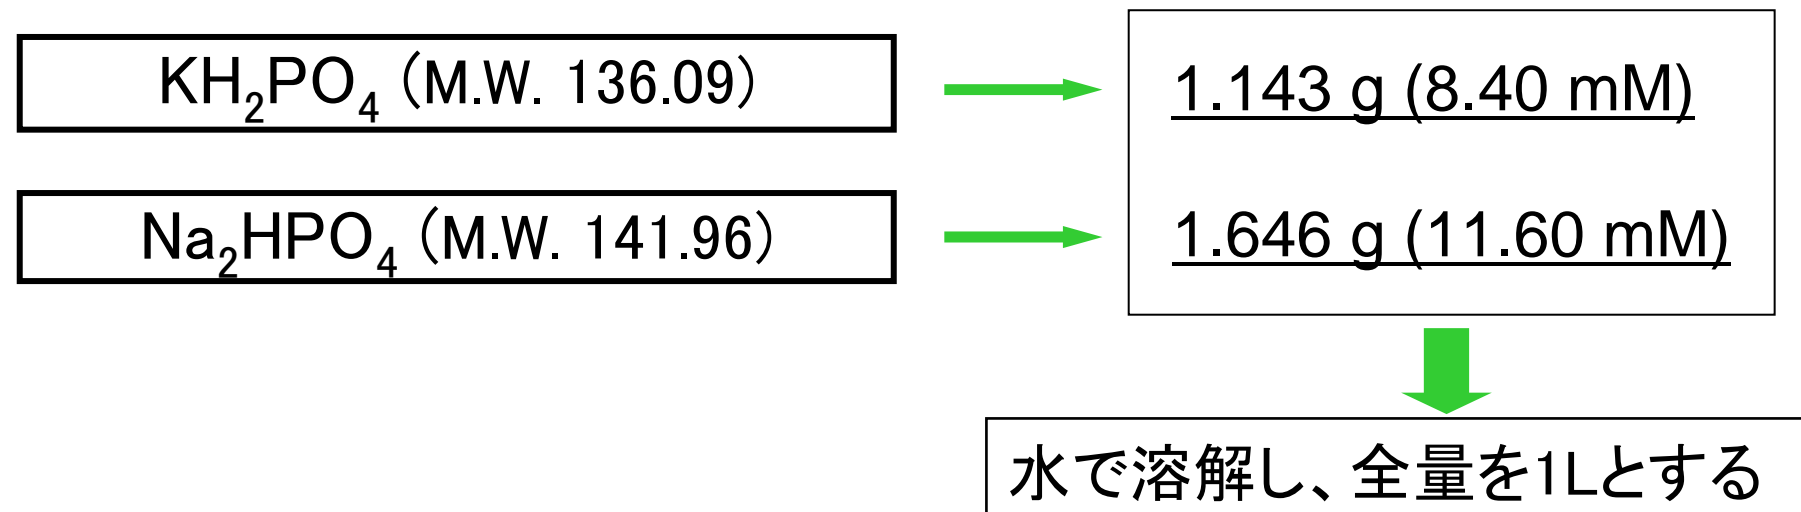 KH₂PO₄（M.W. 136.09）
1.143 g (8.40 mM)
Na₂HPO₄（M.W. 141.96）
1.646 g (11.60 mM)
水で溶解し、全量を1Lとする